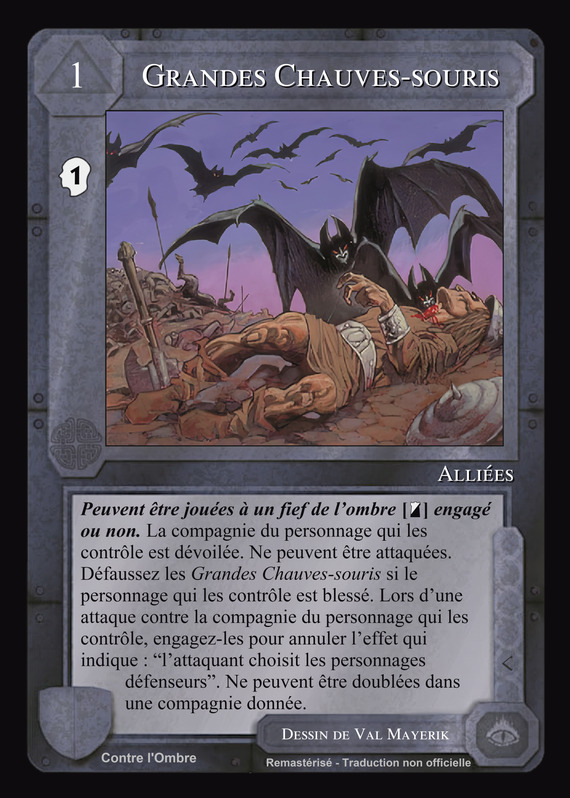 1
GRANDES CHAUVES-SOURIS
1
ALLIÉES
Peuvent être jouées à un fief de l'ombre [] engagé
ou non. La compagnie du personnage qui les
contrôle est dévoilée. Ne peuvent être attaquées.
Défaussez les Grandes Chauves-souris si le
personnage qui les contrôle est blessé. Lors d'une
attaque contre la compagnie du personnage qui les
contrôle, engagez-les pour annuler l'effet qui
indique : “l'attaquant choisit les personnages
défenseurs”. Ne peuvent être doublées dans
une compagnie donnée.
DESSIN DE VAL MAYERIK
Contre l'Ombre
Remastérisé - Traduction non officielle